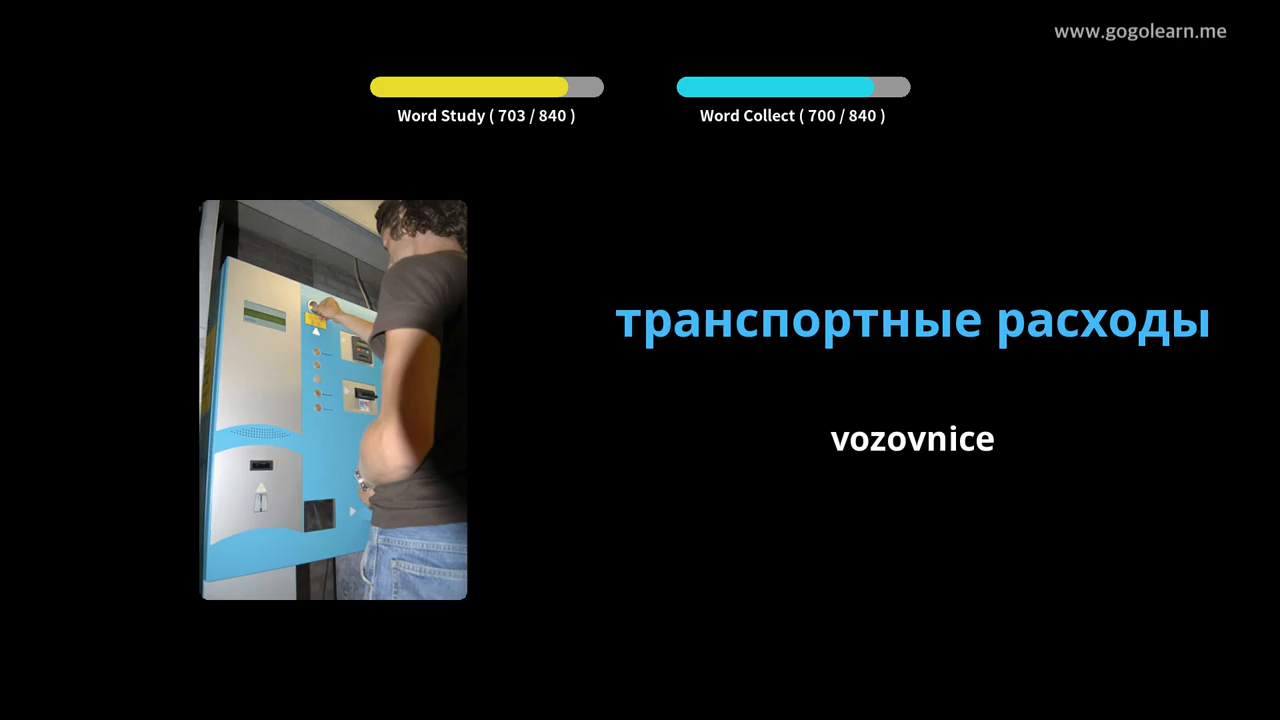 www.gogolearn.me
Word Study ( 703 / 840 )
Word Collect ( 700 / 840 )
транспортные расходы
vozovnice